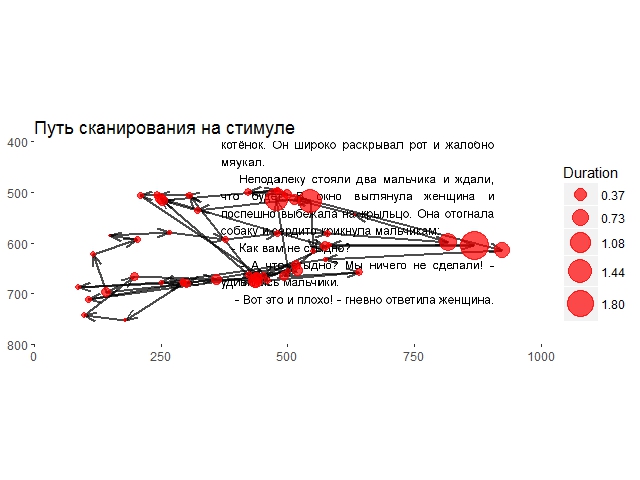 Путь сканирования на стимуле
котёнок. Он широко раскрывал рот и жалобно
мяукал.
Неподалеку стояли два мальчика и ждали,
что окно выглянула женщина и
поспешно выбежала на крыльцо. Она отогнала
собаку и сердито крикнула мальчикам:
Как вам не стыдно?
А что стыдно? Мы ничего не сделали! -
удивились мальчики.
- Вот это и плохо! - гневно ответила женщина.
400
500
600
700
800
0 250 500 750 1000
Duration
0.37
0.73
1.08
1.44
1.80